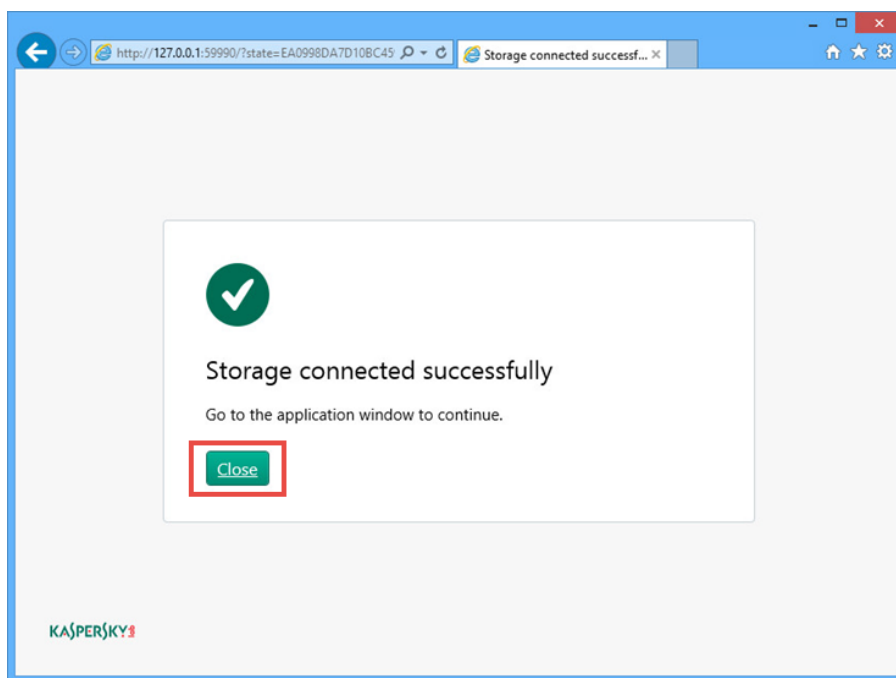 http://127.0.0.1:59990/?state=EA0998DA7D10BC45
Storage connected successf...
Storage connected successfully
Go to the application window to continue.
Close
KASPERSKY